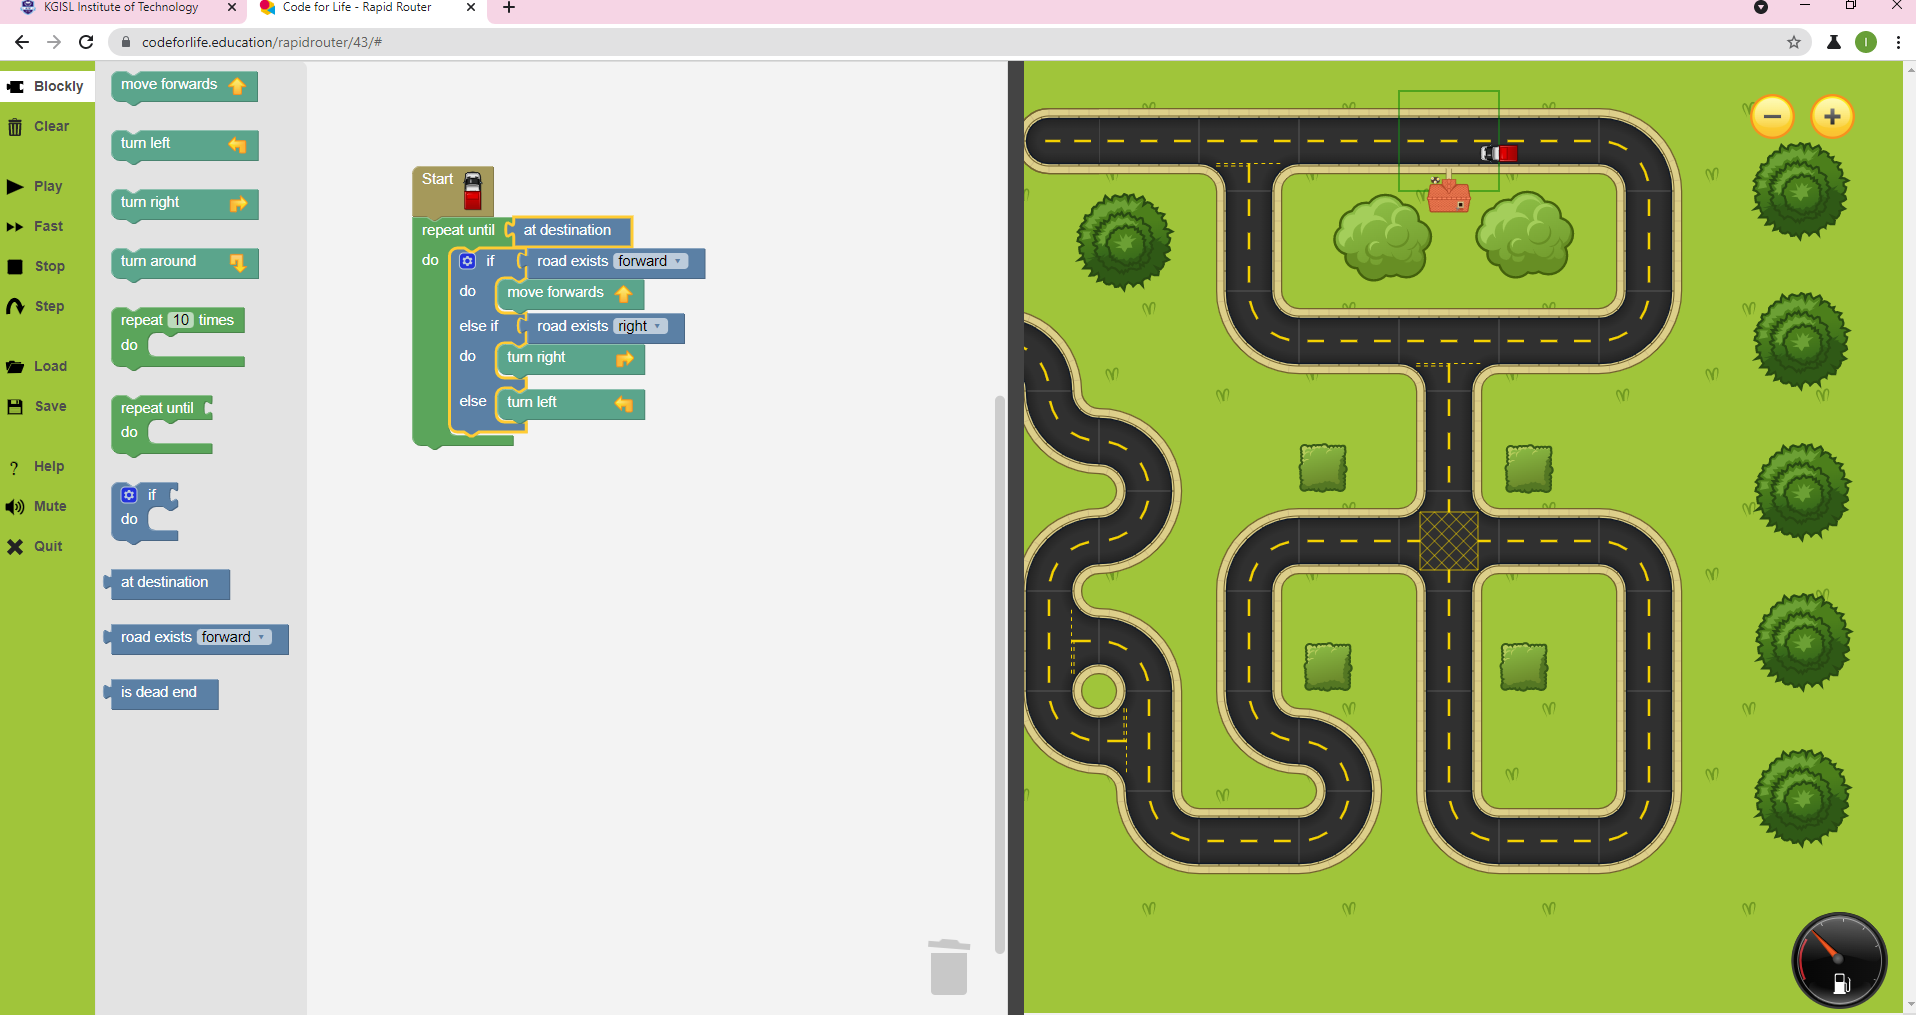 KGISL Institute of Technology
Code for Life - Rapid Router
codeforlife.education/rapidrouter/43/#
I
Blockly
Clear
Play
Fast
Stop
Step
Load
Save
Help
Mute
Quit
move forwards
turn left
turn right
turn around
repeat 10 times
do
repeat until
do
if
do
at destination
road exists forward
is dead end
Start
repeat until at destination
do if road exists forward
do move forwards
else if road exists right
do turn right
else turn left